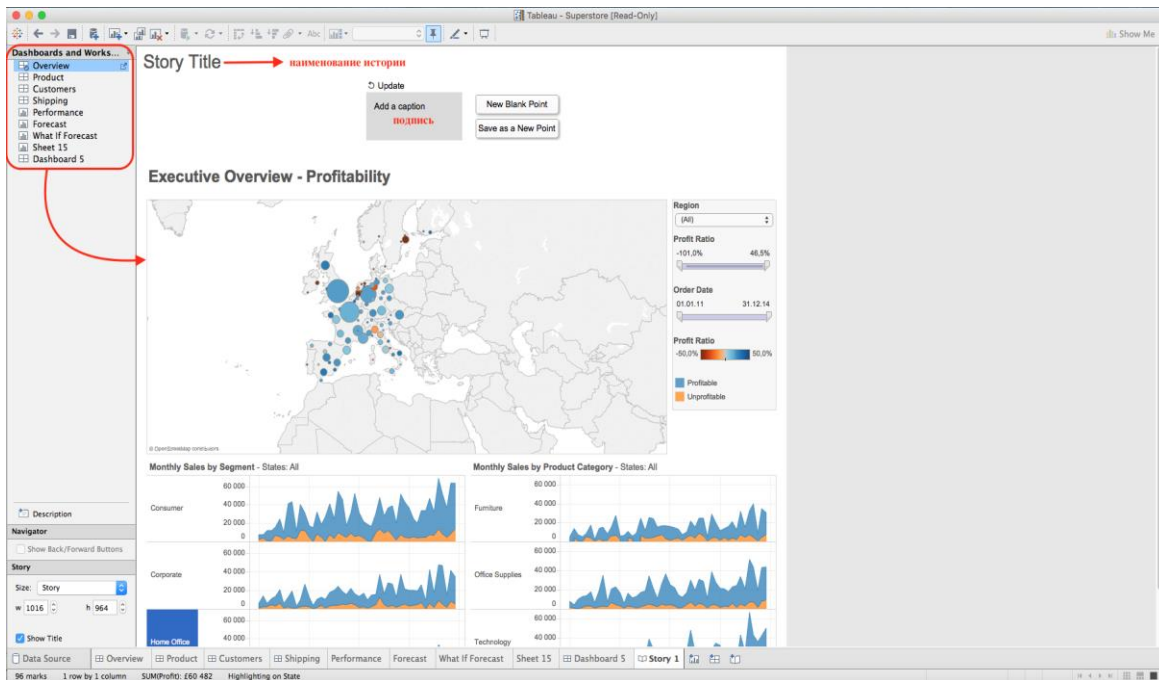 Tableau - Superstore [Read-Only]
Abc
Show Me
Dashboards and Works...
Overview
Product
Customers
Shipping
Performance
Forecast
What If Forecast
Sheet 15
Dashboard 5
Story Title
наименование истории
Update
Add a caption
подпись
New Blank Point
Save as a New Point
Executive Overview - Profitability
Region
(All)
Profit Ratio
-101,0% 46,5%
Order Date
01.01.11 31.12.14
Profit Ratio
-50,0% 50,0%
Profitable
Unprofitable
© OpenStreetMap contributors
Monthly Sales by Segment - States: All
60 000
Consumer
40 000
20 000
0
60 000
Corporate
40 000
20 000
0
60 000
Home Office
40 000
Monthly Sales by Product Category - States: All
60 000
Furniture
40 000
20 000
0
60 000
Office Supplies
40 000
20 000
0
60 000
Technology
40 000
Description
Navigator
Show Back/Forward Buttons
Story
Size: Story
w 1016 h 964
Show Title
Data Source Overview Product Customers Shipping Performance Forecast What If Forecast Sheet 15 Dashboard 5 Story 1
96 marks 1 row by 1 column SUM(Profit): £60 482 Highlighting on State